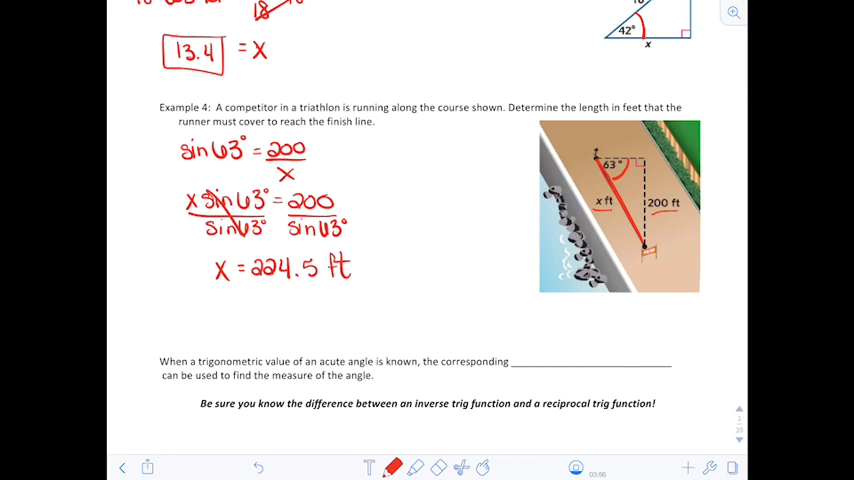 18
42°
x
13.4 = x
Example 4: A competitor in a triathlon is running along the course shown. Determine the length in feet that the
runner must cover to reach the finish line.
sin 63° = 200
x
x sin 63° = 200
sin 63° sin 63°
x = 224.5 ft
63°
x ft
200 ft
When a trigonometric value of an acute angle is known, the corresponding ____________________
can be used to find the measure of the angle.
Be sure you know the difference between an inverse trig function and a reciprocal trig function!
T
03:56